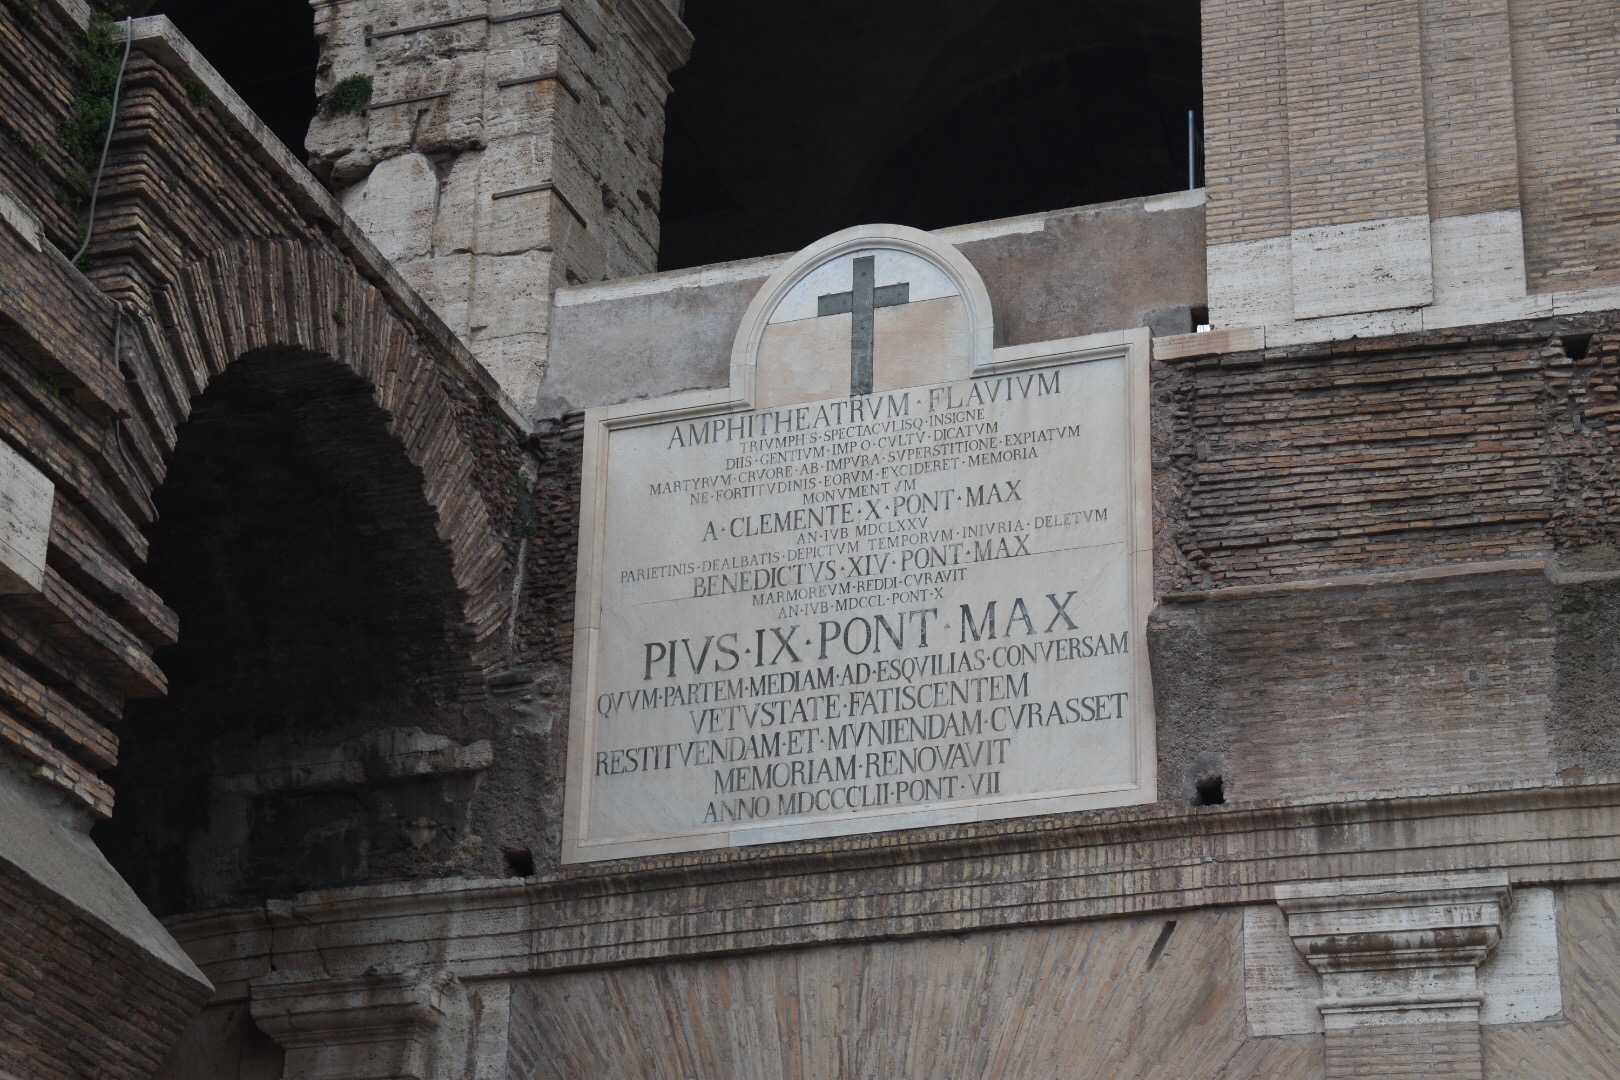 AMPHITHEATRVM·FLAVIVM
TRIVMPHIS·SPECTACVLISQ·INSIGNE
DIIS·GENTIVM·IMPIO·CVLTV·DICATVM
MARTYRVM·CRVORE·AB·IMPVRA·SVPERSTITIONE·EXPIATVM
NE·FORTITVDINIS·EORVM·EXCIDERET·MEMORIA
MONVMENTVM
A·CLEMENTE·X·PONT·MAX
AN·IVB·MDCLXXV
PARIETINIS·DEALBATIS·DEPICTVM TEMPORVM·INIVRIA·DELETVM
BENEDICTVS·XIV·PONT·MAX
MARMOREVM·REDDI·CVRAVIT
AN·IVB·MDCCL·PONT·X
PIVS·IX·PONT·MAX
QVVM·PARTEM·MEDIAM·AD·ESQVILIAS·CONVERSAM
VETVSTATE·FATISCENTEM
RESTITVENDAM·ET·MVNIENDAM·CVRASSET
MEMORIAM·RENOVAVIT
ANNO MDCCCLII·PONT·VII